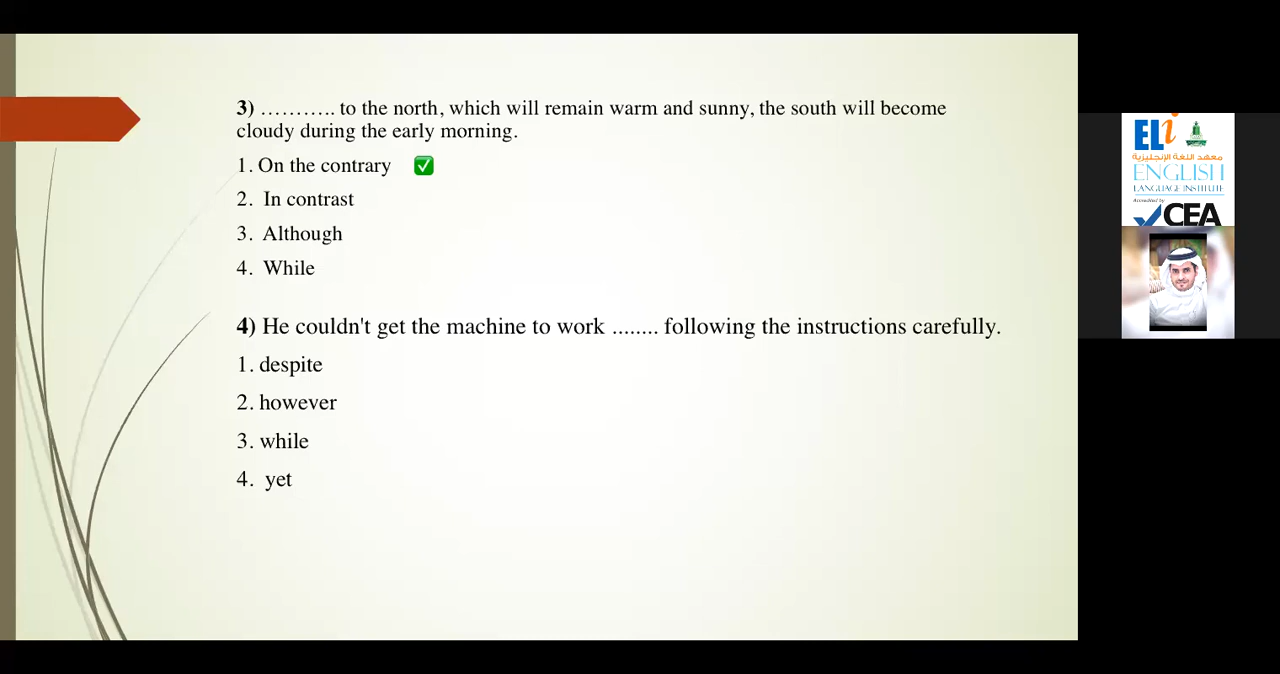 3) ……….. to the north, which will remain warm and sunny, the south will become
cloudy during the early morning.
1. On the contrary ✅
2. In contrast
3. Although
4. While
4) He couldn't get the machine to work ........ following the instructions carefully.
1. despite
2. however
3. while
4. yet
ELi
معهد اللغة الإنجليزية
ENGLISH
LANGUAGE INSTITUTE
Accredited by
CEA